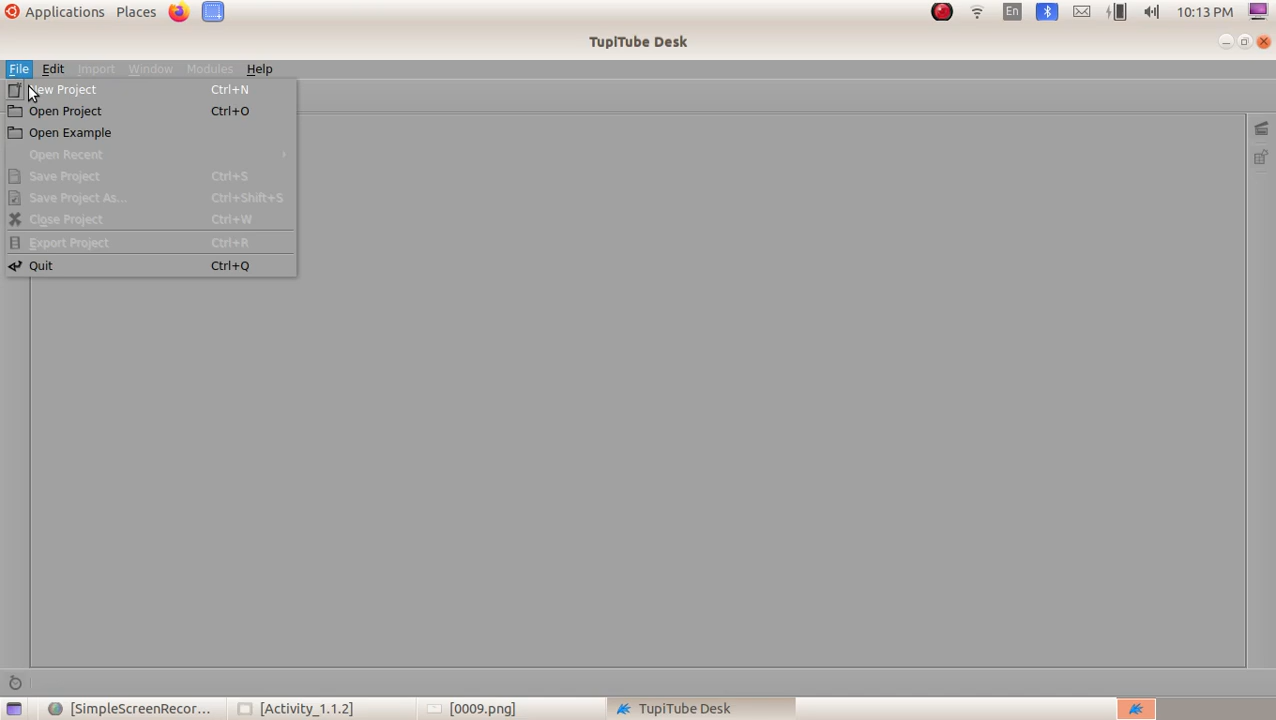 Applications Places En 10:13 PM
TupiTube Desk
File Edit Import Window Modules Help
New Project Ctrl+N
Open Project Ctrl+O
Open Example
Open Recent
Save Project Ctrl+S
Save Project As... Ctrl+Shift+S
Close Project Ctrl+W
Export Project Ctrl+R
Quit Ctrl+Q
[SimpleScreenRecor... [Activity_1.1.2] [0009.png] TupiTube Desk